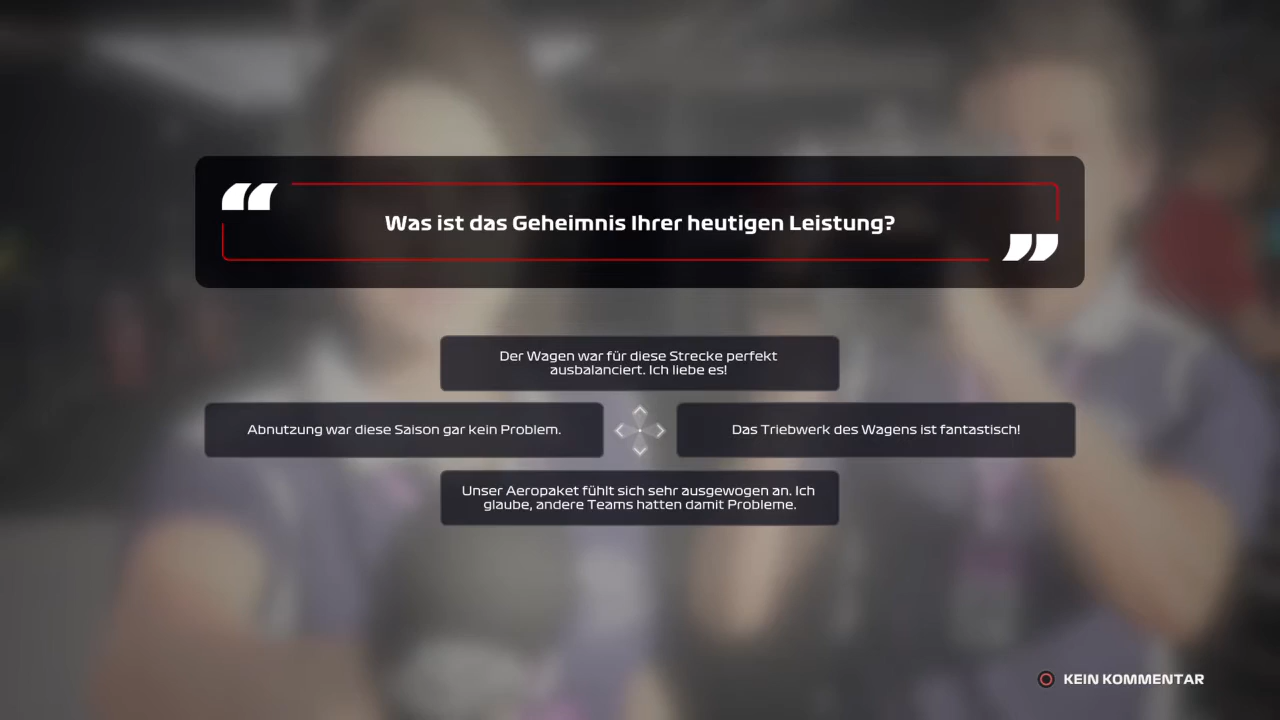 Was ist das Geheimnis Ihrer heutigen Leistung?
Der Wagen war für diese Strecke perfekt
ausbalanciert. Ich liebe es!
Abnutzung war diese Saison gar kein Problem.
Das Triebwerk des Wagens ist fantastisch!
Unser Aeropaket fühlt sich sehr ausgewogen an. Ich
glaube, andere Teams hatten damit Probleme.
KEIN KOMMENTAR